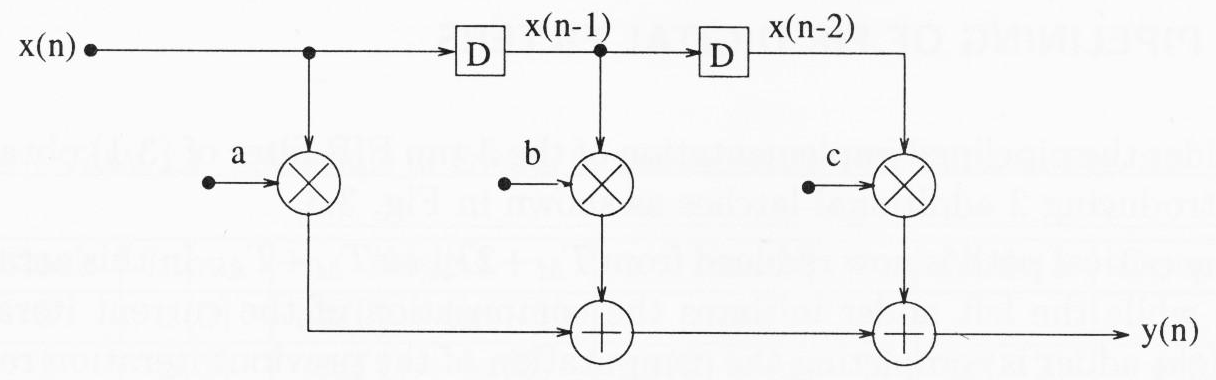 x(n)
D
x(n-1)
D
x(n-2)
a
b
c
y(n)